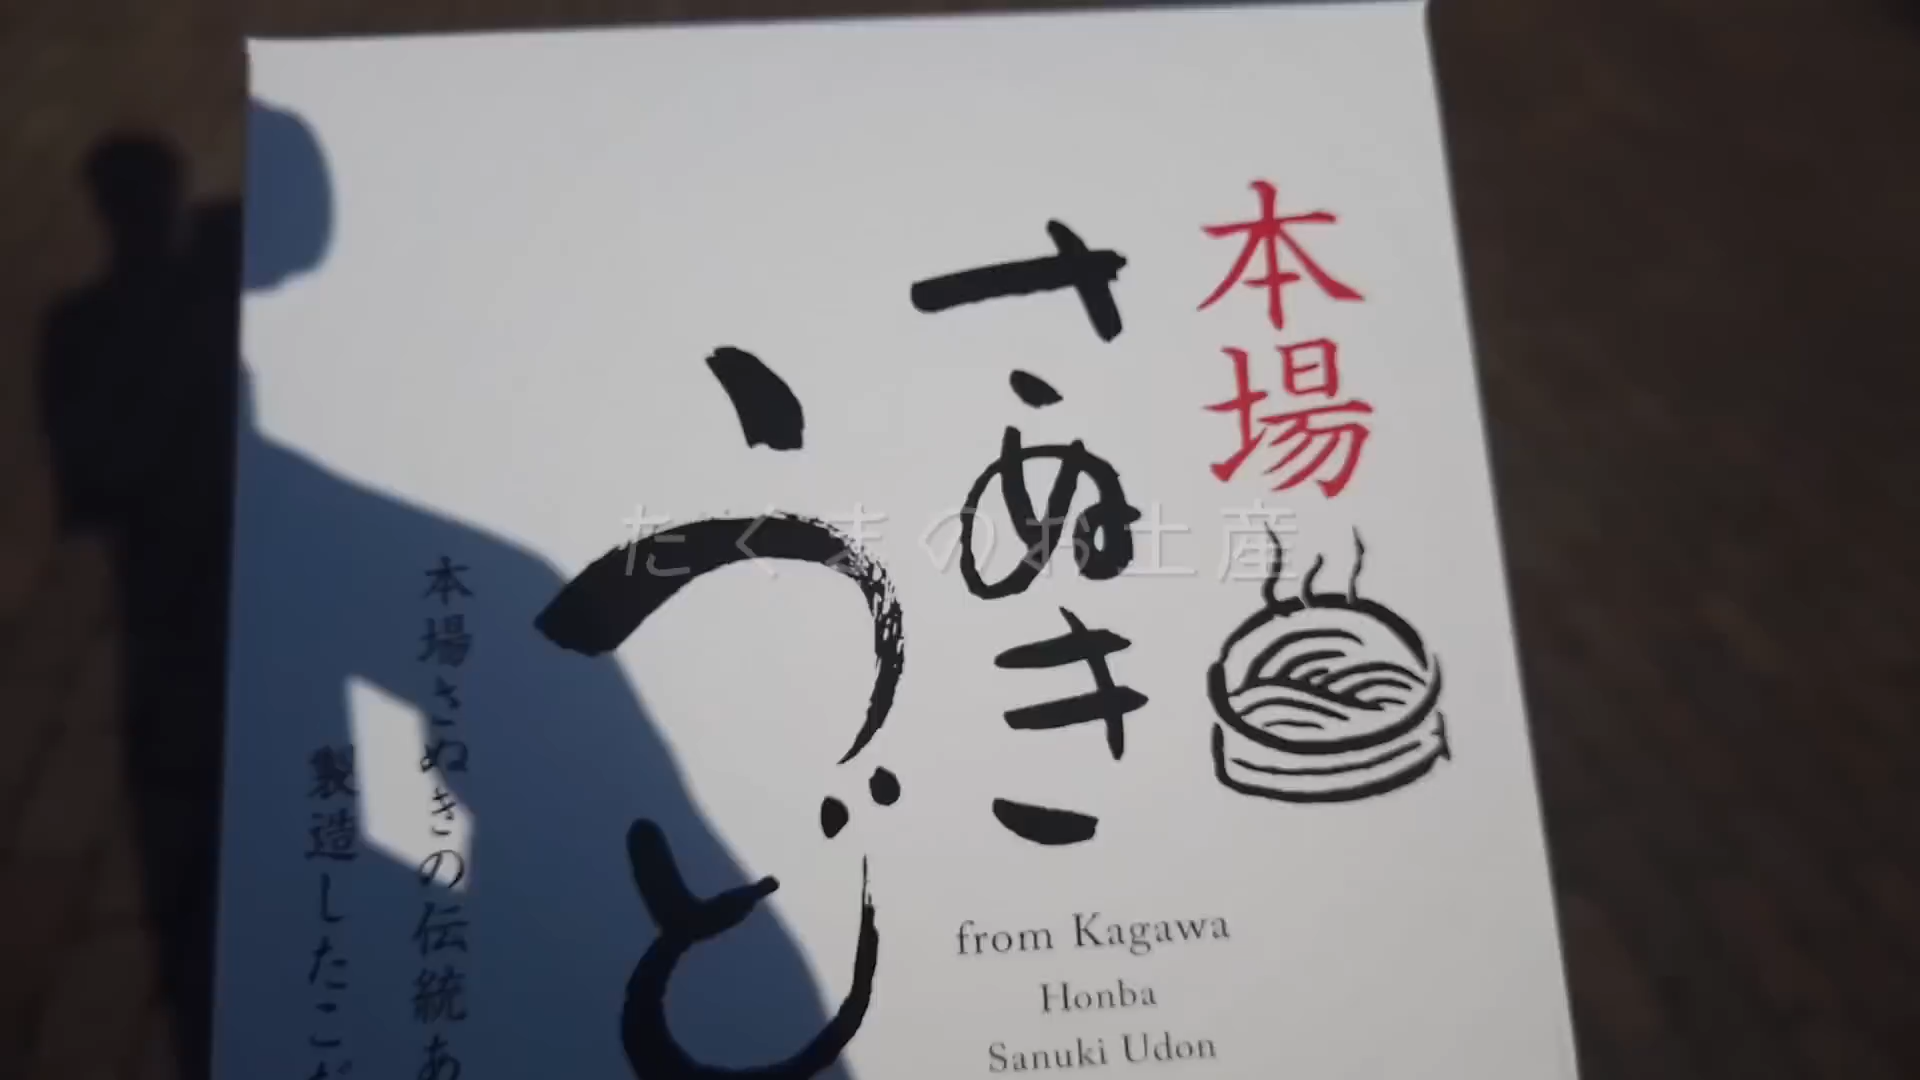 本場
さぬき
うどん
from Kagawa
Honba
Sanuki Udon
本場さぬきの伝統あ
製造したこだ
たくまのお土産